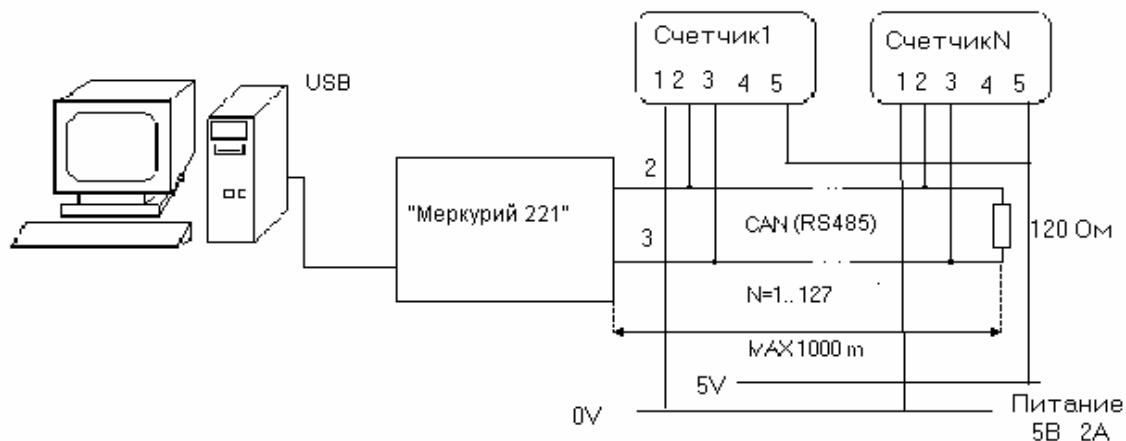 Счетчик1
СчетчикN
1 2 3 4 5
1 2 3 4 5
USB
2
"Меркурий 221"
CAN (RS485)
120 Ом
3
N=1..127
MAX1000 m
5V
0V
Питание
5В 2А